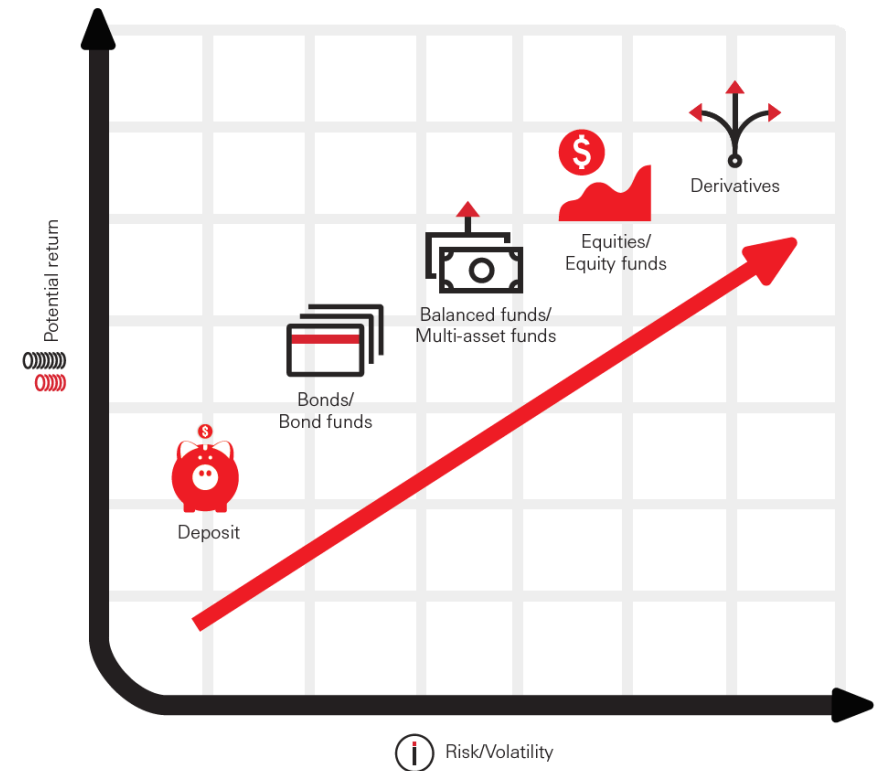 $
Derivatives
Equities/
Equity funds
Balanced funds/
Multi-asset funds
Bonds/
Bond funds
$
Deposit
Potential return
i Risk/Volatility